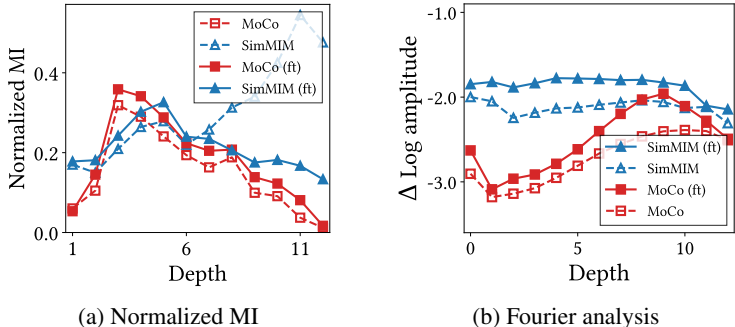 Normalized MI
0.4
0.2
0.0
1
6
11
Depth
MoCo
SimMIM
MoCo (ft)
SimMIM (ft)
(a) Normalized MI
Δ Log amplitude
-1.0
-2.0
-3.0
0
5
10
Depth
SimMIM (ft)
SimMIM
MoCo (ft)
MoCo
(b) Fourier analysis